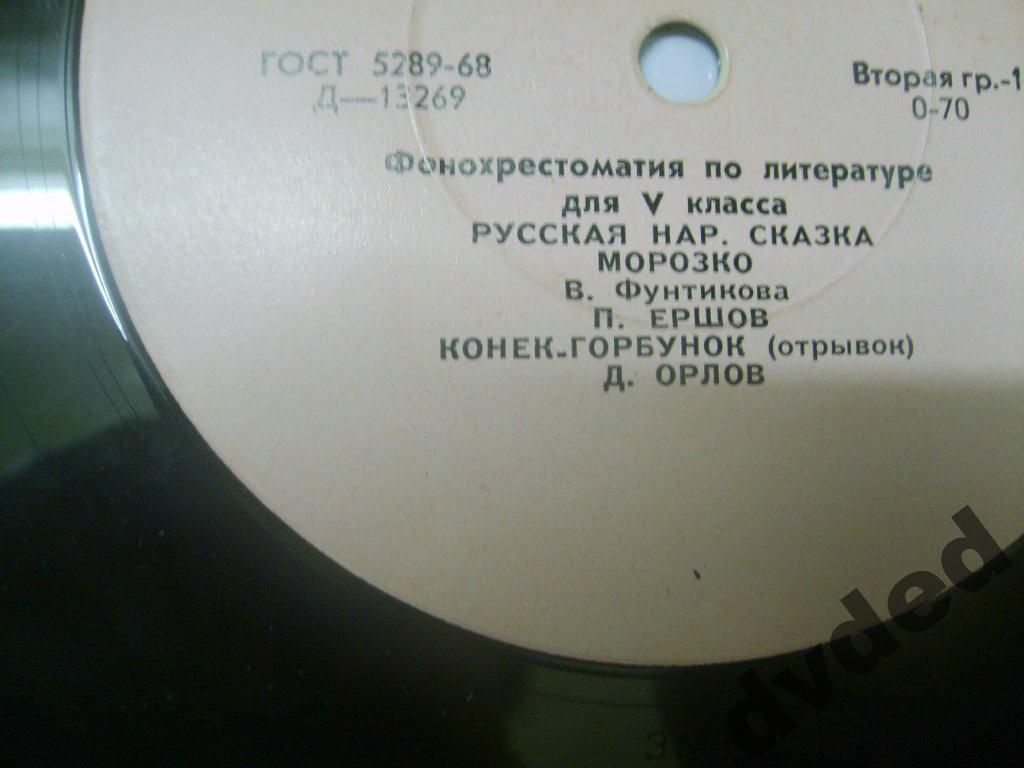 ГОСТ 5289-68
Д—13269
Вторая гр.-1
0-70
Фонохрестоматия по литературе
для V класса
РУССКАЯ НАР. СКАЗКА
МОРОЗКО
В. Фунтикова
П. ЕРШОВ
КОНЕК-ГОРБУНОК (отрывок)
Д. ОРЛОВ
dvded